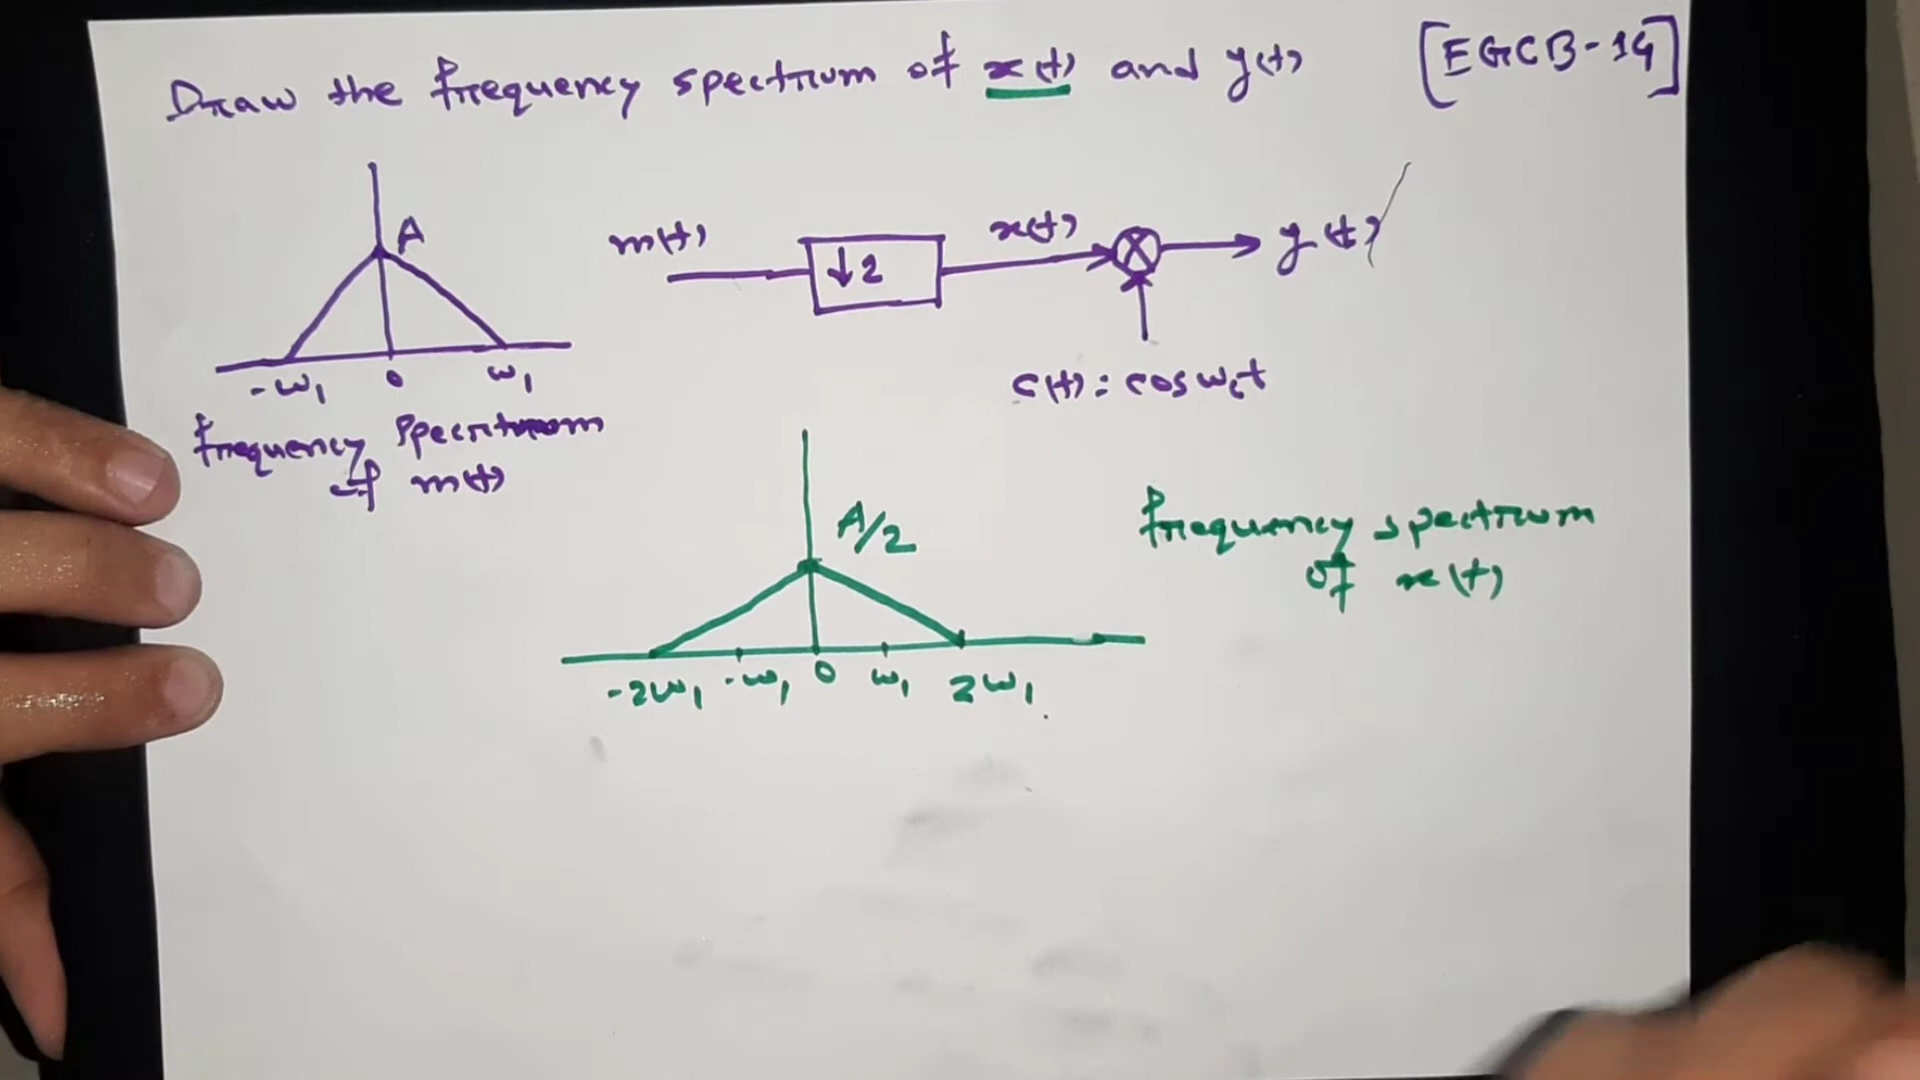 Draw the frequency spectrum of x(t) and y(t) [EGCB-14]
A
m(t) ↓2 x(t) y(t)
-ω₁ 0 ω₁
c(t) = cos ω_c t
frequency spectrum
of m(t)
A/2
frequency spectrum
of x(t)
-2ω₁ -ω₁ 0 ω₁ 2ω₁